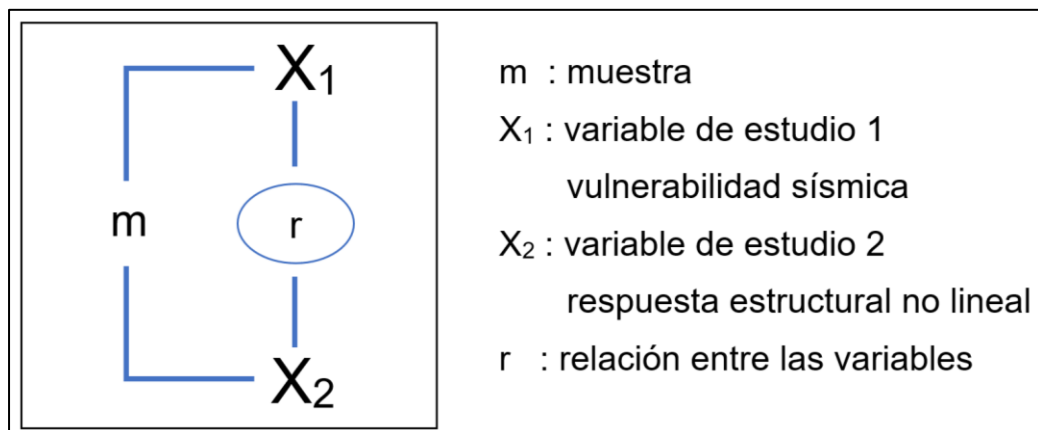 X₁
m
r
X₂
m : muestra
X₁ : variable de estudio 1
vulnerabilidad sísmica
X₂ : variable de estudio 2
respuesta estructural no lineal
r : relación entre las variables